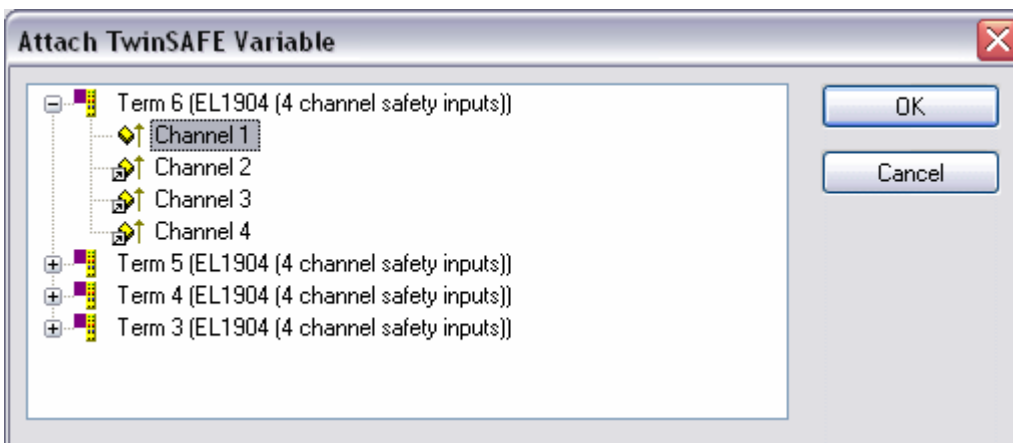 Attach TwinSAFE Variable
Term 6 (EL1904 (4 channel safety inputs))
Channel 1
Channel 2
Channel 3
Channel 4
Term 5 (EL1904 (4 channel safety inputs))
Term 4 (EL1904 (4 channel safety inputs))
Term 3 (EL1904 (4 channel safety inputs))
OK
Cancel